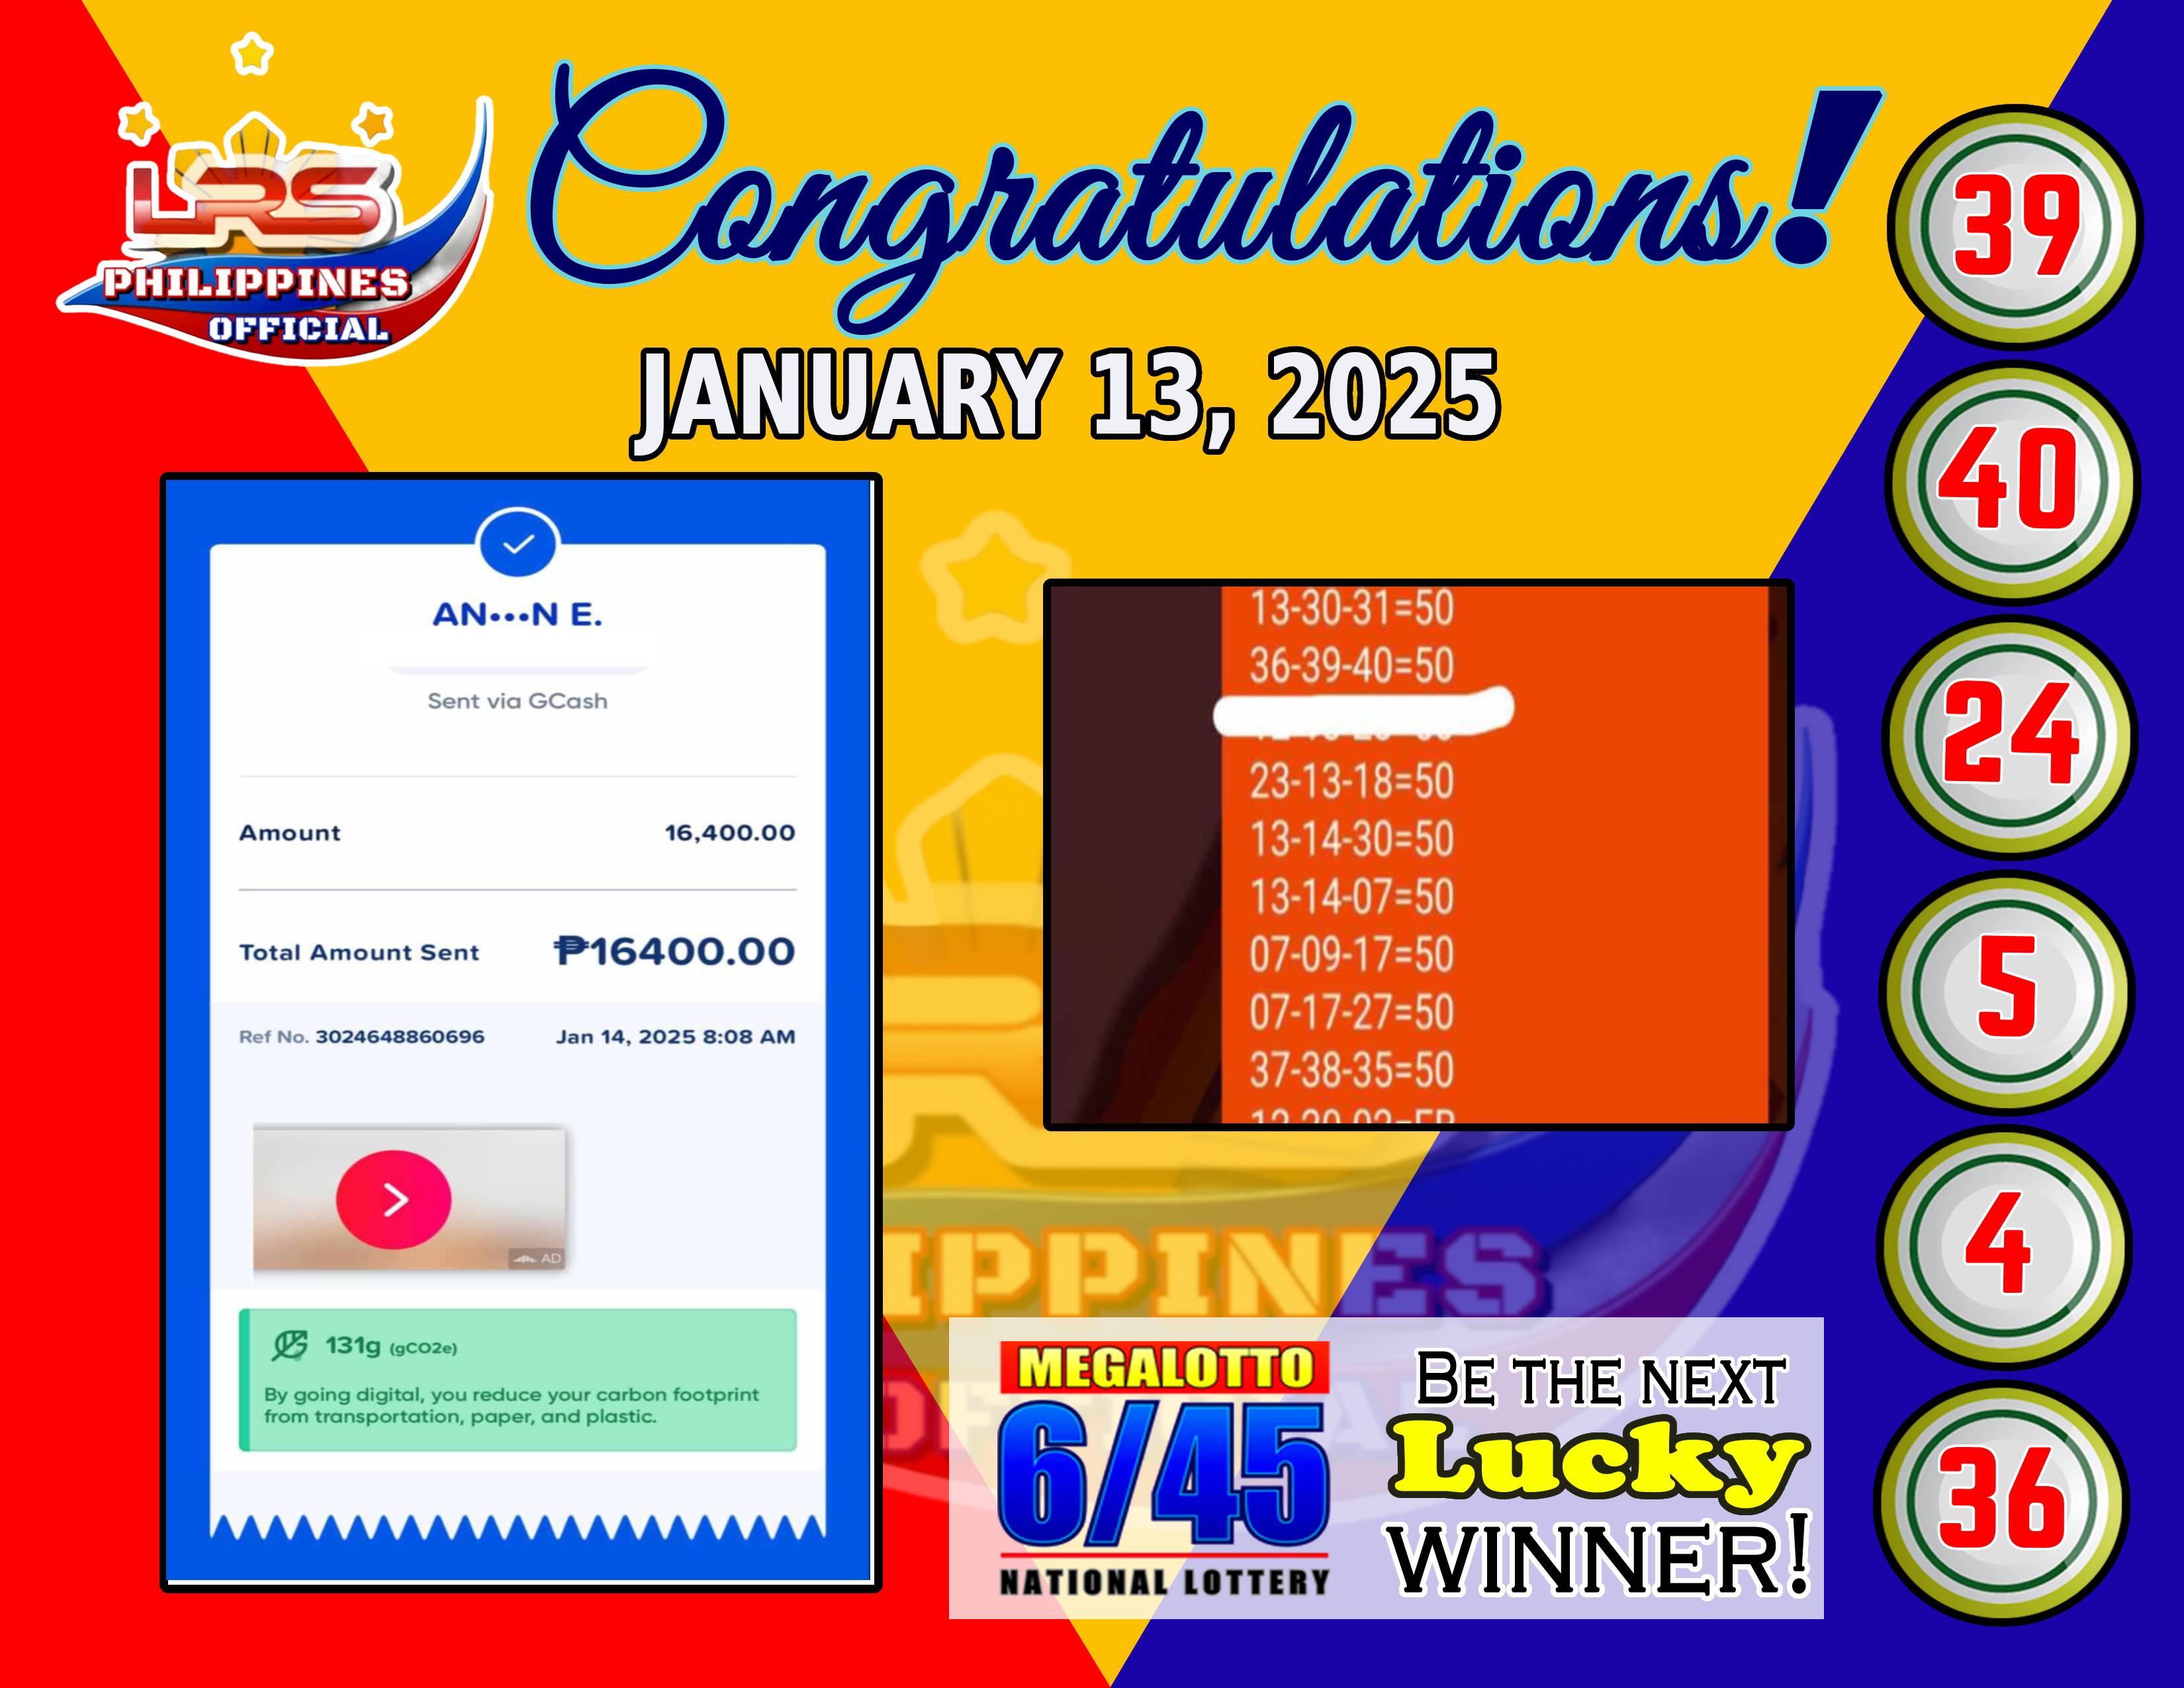 LRS
PHILIPPINES
OFFICIAL
Congratulations!
JANUARY 13, 2025
AN•••N E.
Sent via GCash
Amount 16,400.00
Total Amount Sent ₱16400.00
Ref No. 3024648860696 Jan 14, 2025 8:08 AM
AD
131g (gCO2e)
By going digital, you reduce your carbon footprint
from transportation, paper, and plastic.
13-30-31=50
36-39-40=50
23-13-18=50
13-14-30=50
13-14-07=50
07-09-17=50
07-17-27=50
37-38-35=50
MEGALOTTO
6/45
NATIONAL LOTTERY
BE THE NEXT
Lucky
WINNER!
39
40
24
5
4
36